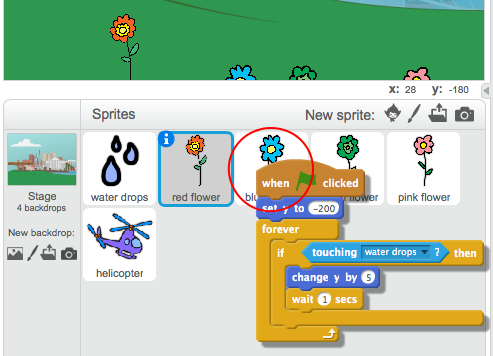 x: 28 y: -180
Sprites
New sprite:
Stage
4 backdrops
New backdrop:
water drops
red flower
flower
pink flower
helicopter
when clicked
set y to -200
forever
if touching water drops ? then
change y by 5
wait 1 secs